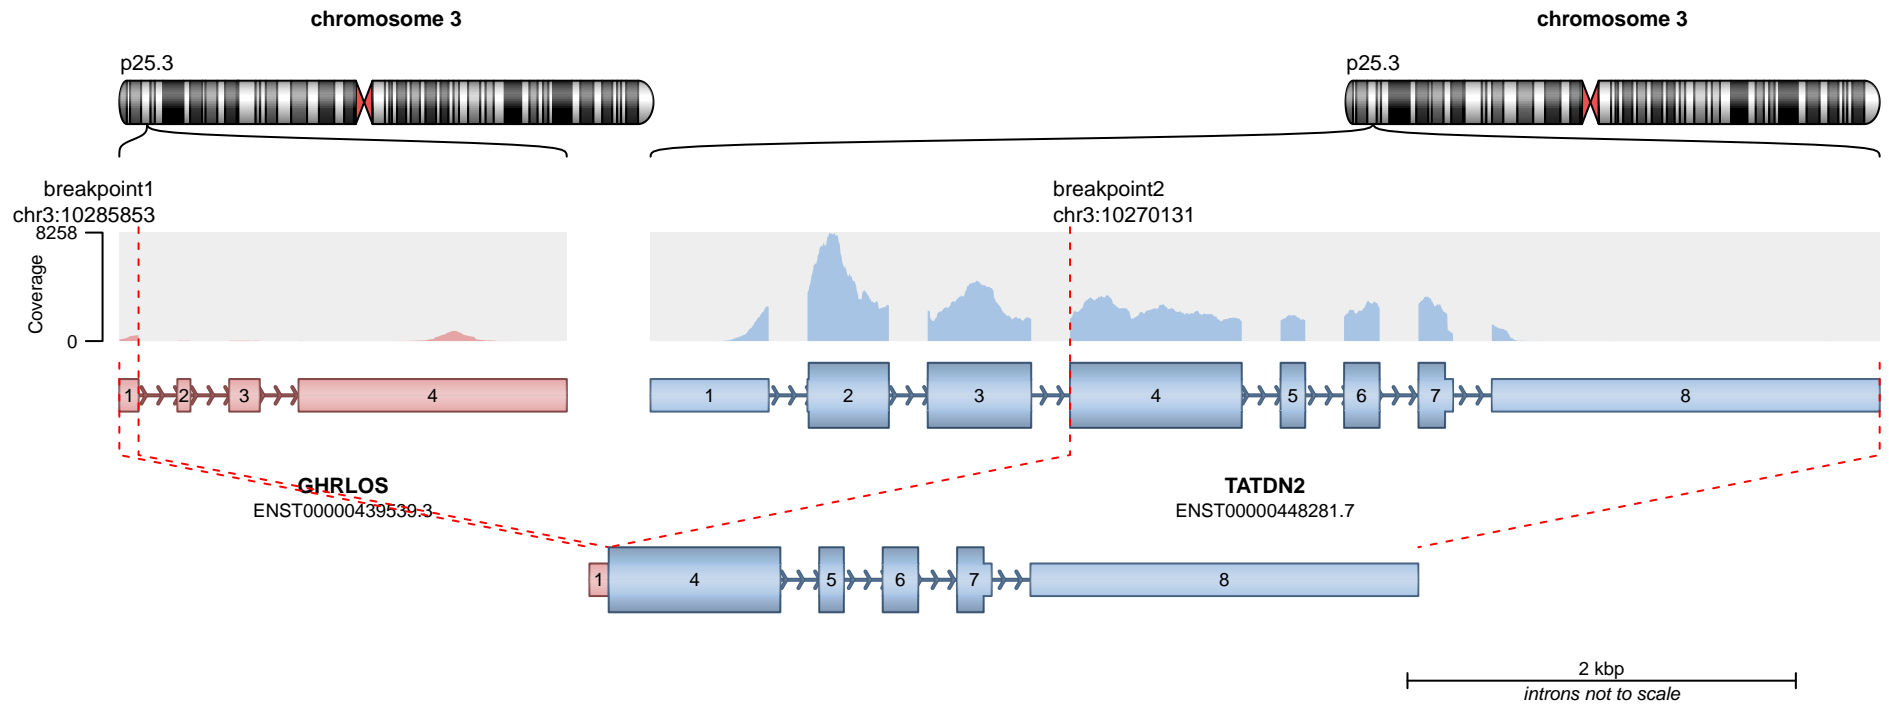 chromosome 3
chromosome 3
p25.3
p25.3
breakpoint1
chr3:10285853
breakpoint2
chr3:10270131
8258
0
Coverage
1 2 3 4
1 2 3 4 5 6 7 8
GHRLOS
ENST00000439539.3
TATDN2
ENST00000448281.7
1 4 5 6 7 8
2 kbp
introns not to scale